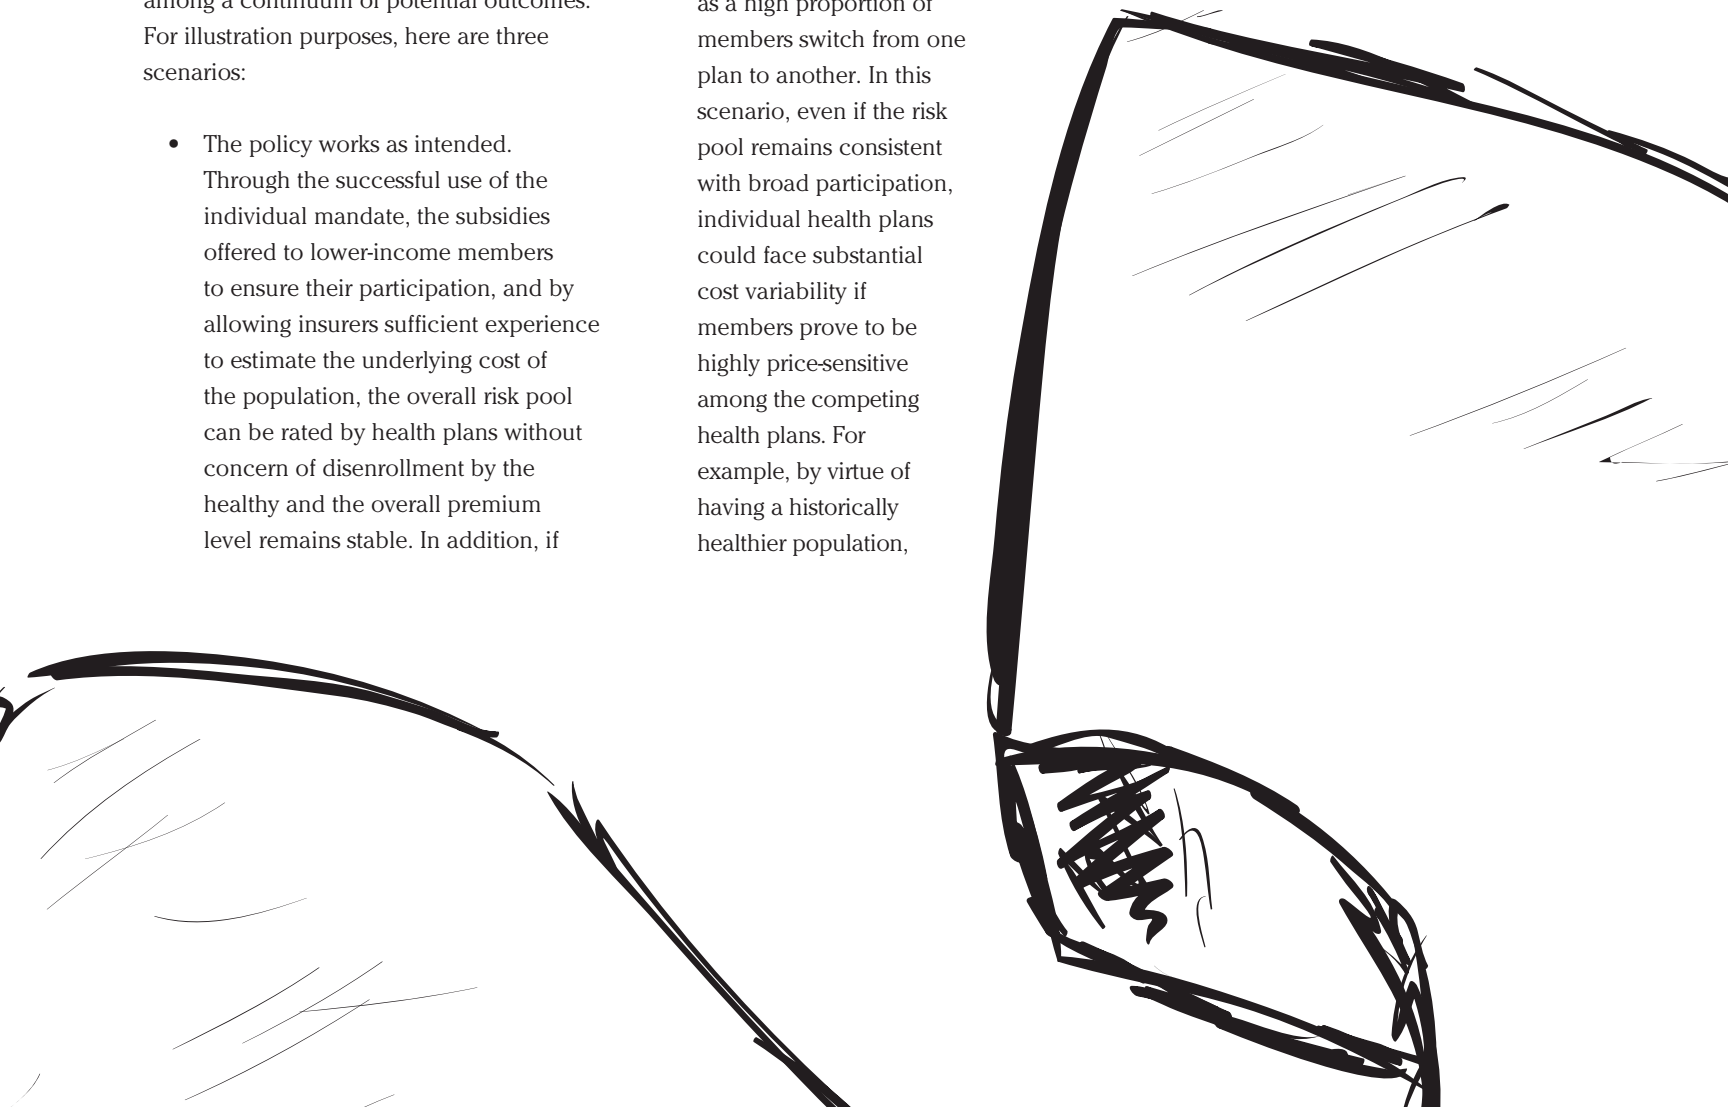 among a continuum of potential outcomes.
For illustration purposes, here are three
scenarios:
• The policy works as intended.
Through the successful use of the
individual mandate, the subsidies
offered to lower-income members
to ensure their participation, and by
allowing insurers sufficient experience
to estimate the underlying cost of
the population, the overall risk pool
can be rated by health plans without
concern of disenrollment by the
healthy and the overall premium
level remains stable. In addition, if
as a high proportion of
members switch from one
plan to another. In this
scenario, even if the risk
pool remains consistent
with broad participation,
individual health plans
could face substantial
cost variability if
members prove to be
highly price-sensitive
among the competing
health plans. For
example, by virtue of
having a historically
healthier population,